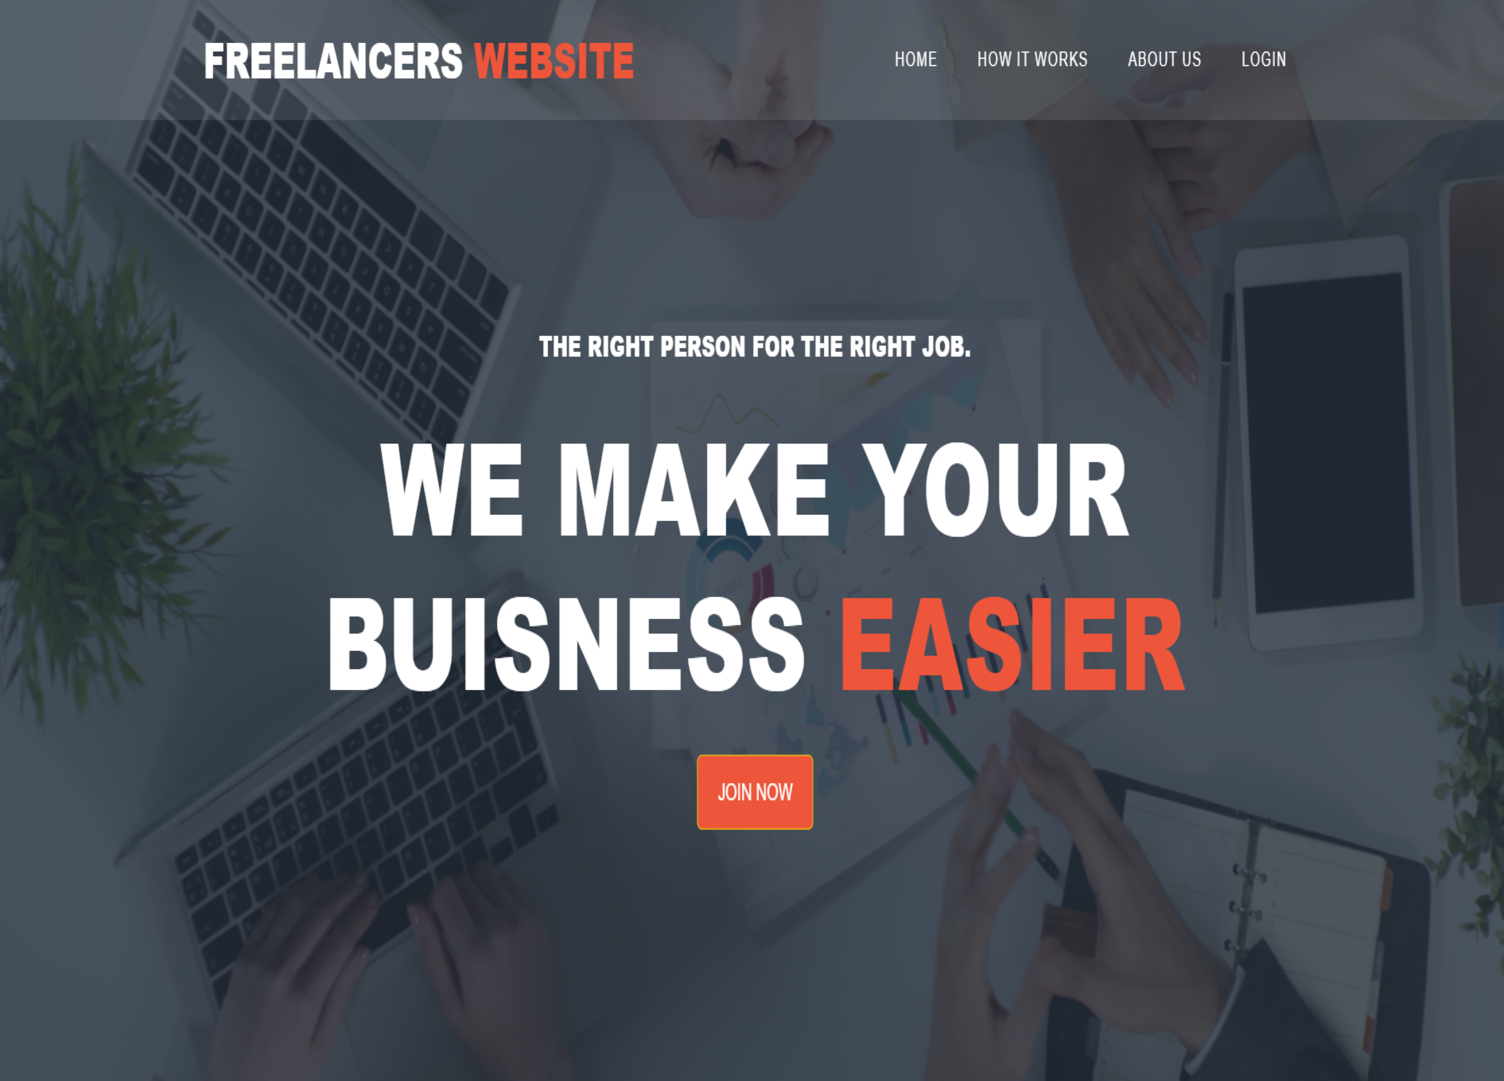 FREELANCERS WEBSITE
HOME HOW IT WORKS ABOUT US LOGIN
THE RIGHT PERSON FOR THE RIGHT JOB.
WE MAKE YOUR
BUISNESS EASIER
JOIN NOW